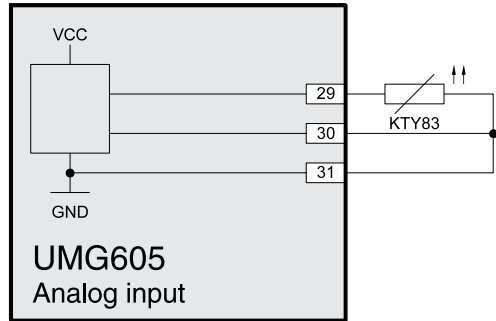 VCC
29
KTY83
30
31
GND
UMG605
Analog input